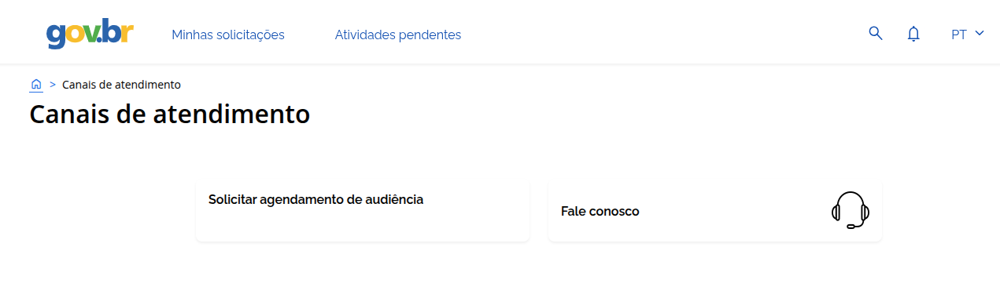 gov.br Minhas solicitações Atividades pendentes PT
> Canais de atendimento
Canais de atendimento
Solicitar agendamento de audiência
Fale conosco